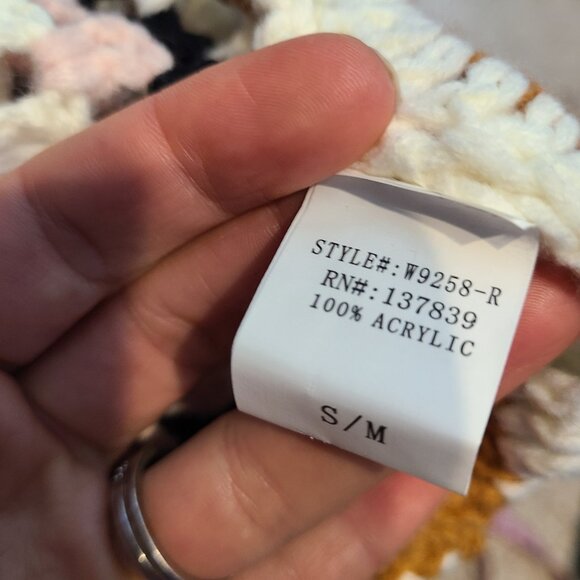 STYLE#:W9258-R
RN#:137839
100% ACRYLIC
S/M